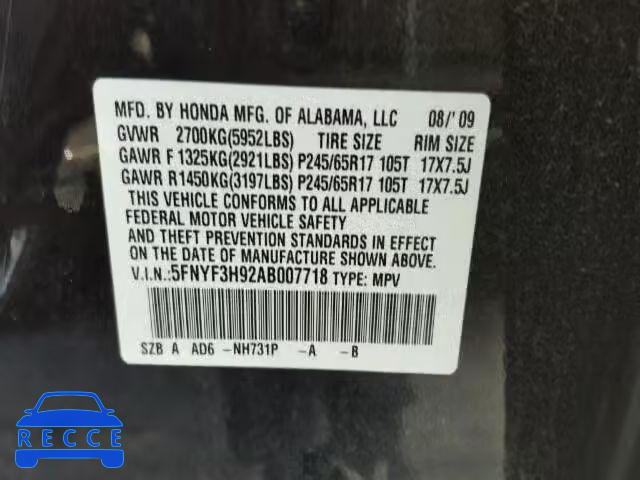 MFD. BY HONDA MFG. OF ALABAMA, LLC 08/'09
GVWR 2700KG(5952LBS) TIRE SIZE RIM SIZE
GAWR F 1325KG(2921LBS) P245/65R17 105T 17X7.5J
GAWR R1450KG(3197LBS) P245/65R17 105T 17X7.5J
THIS VEHICLE CONFORMS TO ALL APPLICABLE
FEDERAL MOTOR VEHICLE SAFETY
AND THEFT PREVENTION STANDARDS IN EFFECT
ON THE DATE OF MANUFACTURE SHOWN ABOVE.
V.I.N.:5FNYF3H92AB007718 TYPE: MPV
SZB A AD6 -NH731P -A -B
RECCE